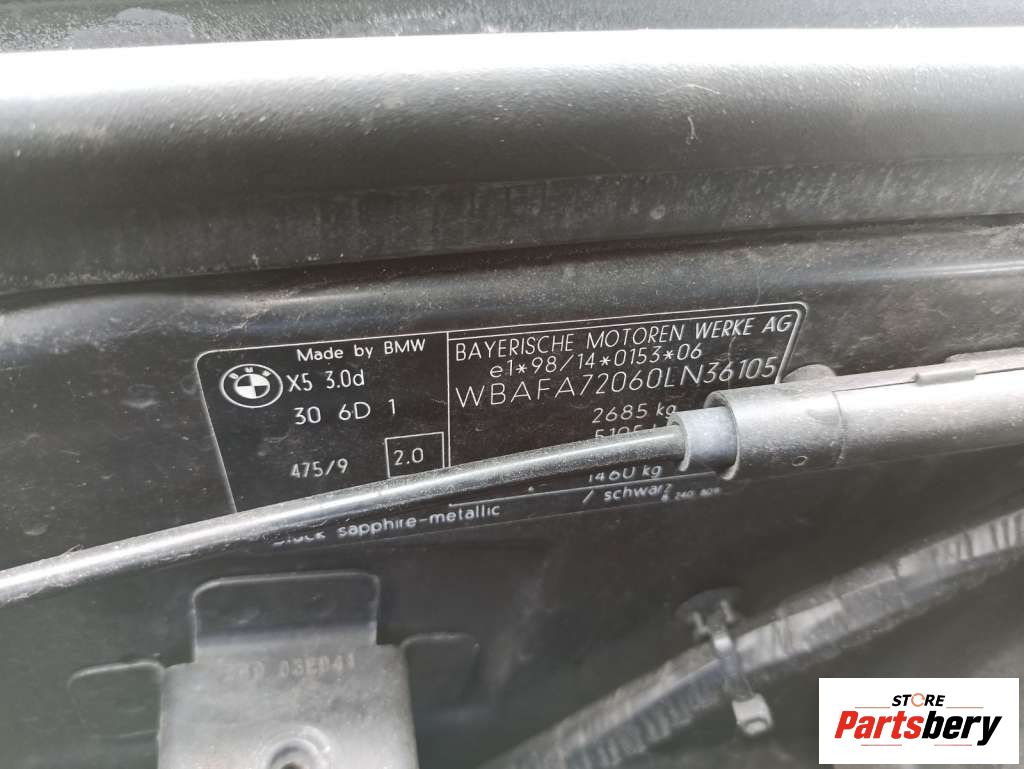 Made by BMW
BMW
X5 3.0d
30 6D 1
475/9
2.0
BAYERISCHE MOTOREN WERKE AG
e1*98/14*0153*06
WBAFA72060LN36105
2685 kg
1460 kg
sapphire-metallic
/ schwarz
STORE
Partsbery